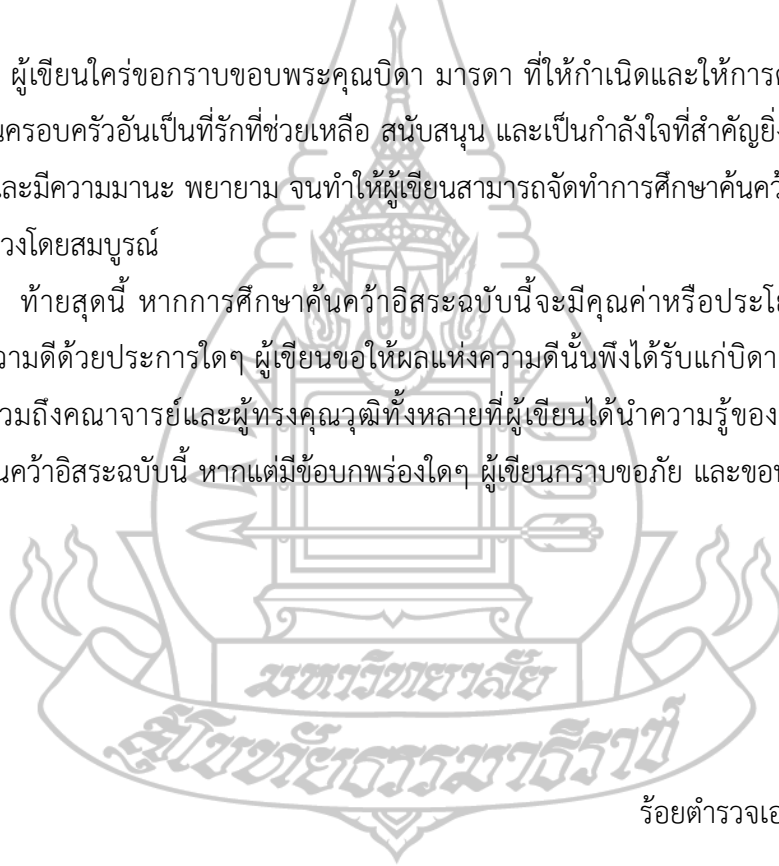 ผู้เขียนใคร่ขอกราบขอบพระคุณบิดา มารดา ที่ให้กำเนิดและให้การ
ครอบครัวอันเป็นที่รักที่ช่วยเหลือ สนับสนุน และเป็นกำลังใจที่สำคัญยิ่
และมีความมานะ พยายาม จนทำให้ผู้เขียนสามารถจัดทำการศึกษาค้นคว้
วงโดยสมบูรณ์
ท้ายสุดนี้ หากการศึกษาค้นคว้าอิสระฉบับนี้จะมีคุณค่าหรือประโย
วามดีด้วยประการใดๆ ผู้เขียนขอให้ผลแห่งความดีนั้นพึงได้รับแก่บิดา
วมถึงคณาจารย์และผู้ทรงคุณวุฒิทั้งหลายที่ผู้เขียนได้นำความรู้ของ
นคว้าอิสระฉบับนี้ หากแต่มีข้อบกพร่องใดๆ ผู้เขียนกราบขอภัย และขอ
มหาวิทยาลัย
สุโขทัยธรรมาธิราช
ร้อยตำรวจเอ